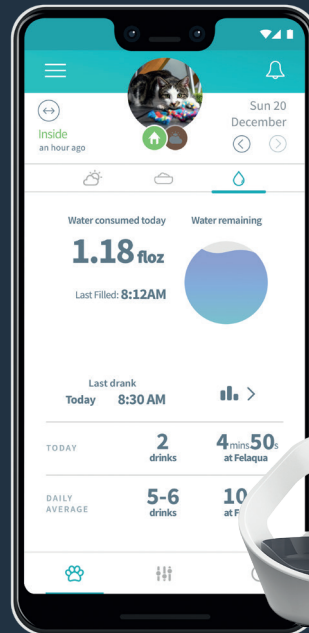 Sun 20
December
Inside
an hour ago
Water consumed today
Water remaining
1.18 floz
Last Filled: 8:12AM
Last drank
Today 8:30 AM
TODAY
2
drinks
4 mins 50s
at Felaqua
DAILY
AVERAGE
5-6
drinks
10
at